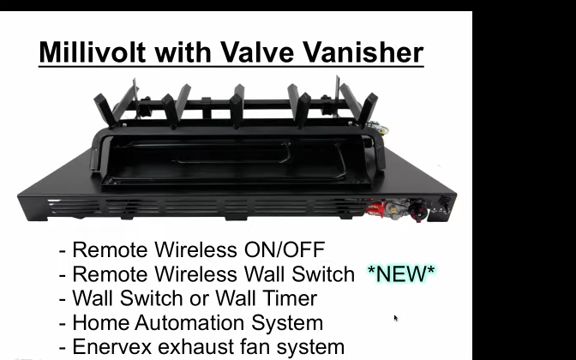 Millivolt with Valve Vanisher
- Remote Wireless ON/OFF
- Remote Wireless Wall Switch *NEW*
- Wall Switch or Wall Timer
- Home Automation System
- Enervex exhaust fan system